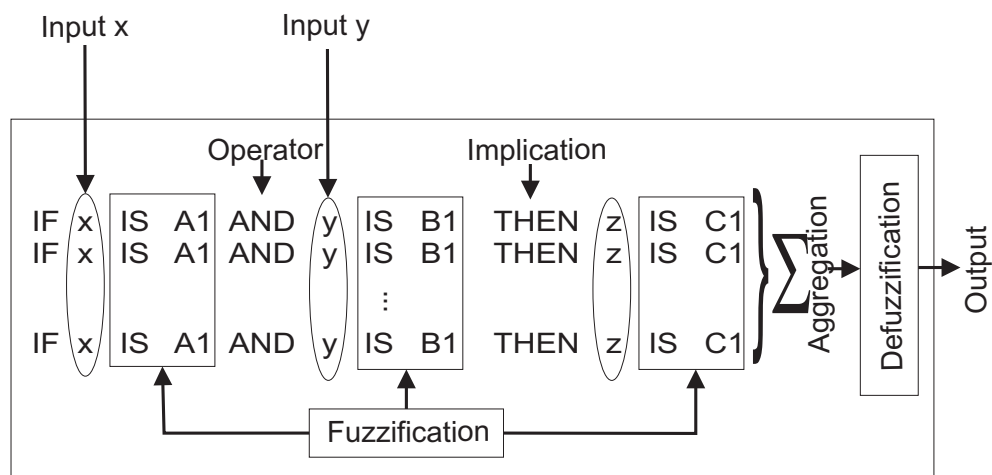 Input x Input y
Operator Implication
IF x IS A1 AND y IS B1 THEN z IS C1
IF x IS A1 AND y IS B1 THEN z IS C1
...
IF x IS A1 AND y IS B1 THEN z IS C1
∑
Aggregation
Defuzzification
Output
Fuzzification